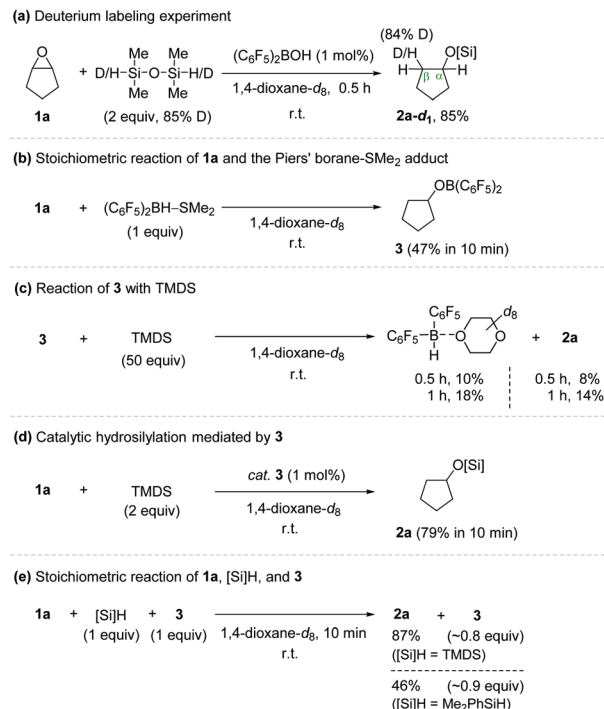 (a) Deuterium labeling experiment
(84% D)
O
Me Me
(C6F5)2BOH (1 mol%)
D/H O[Si]
+ D/H–Si–O–Si–H/D
H H
β α
Me Me
1,4-dioxane-d8, 0.5 h
1a (2 equiv, 85% D) r.t. 2a-d1, 85%
(b) Stoichiometric reaction of 1a and the Piers' borane-SMe2 adduct
OB(C6F5)2
1a + (C6F5)2BH–SMe2
(1 equiv) 1,4-dioxane-d8
r.t. 3 (47% in 10 min)
(c) Reaction of 3 with TMDS
C6F5 d8
3 + TMDS C6F5–B--O O + 2a
(50 equiv) 1,4-dioxane-d8 H
r.t. 0.5 h, 10% 0.5 h, 8%
1 h, 18% 1 h, 14%
(d) Catalytic hydrosilylation mediated by 3
O[Si]
cat. 3 (1 mol%)
1a + TMDS
(2 equiv) 1,4-dioxane-d8
r.t. 2a (79% in 10 min)
(e) Stoichiometric reaction of 1a, [Si]H, and 3
1a + [Si]H + 3 2a + 3
(1 equiv) (1 equiv) 1,4-dioxane-d8, 10 min 87% (~0.8 equiv)
r.t. ([Si]H = TMDS)
46% (~0.9 equiv)
([Si]H = Me2PhSiH)